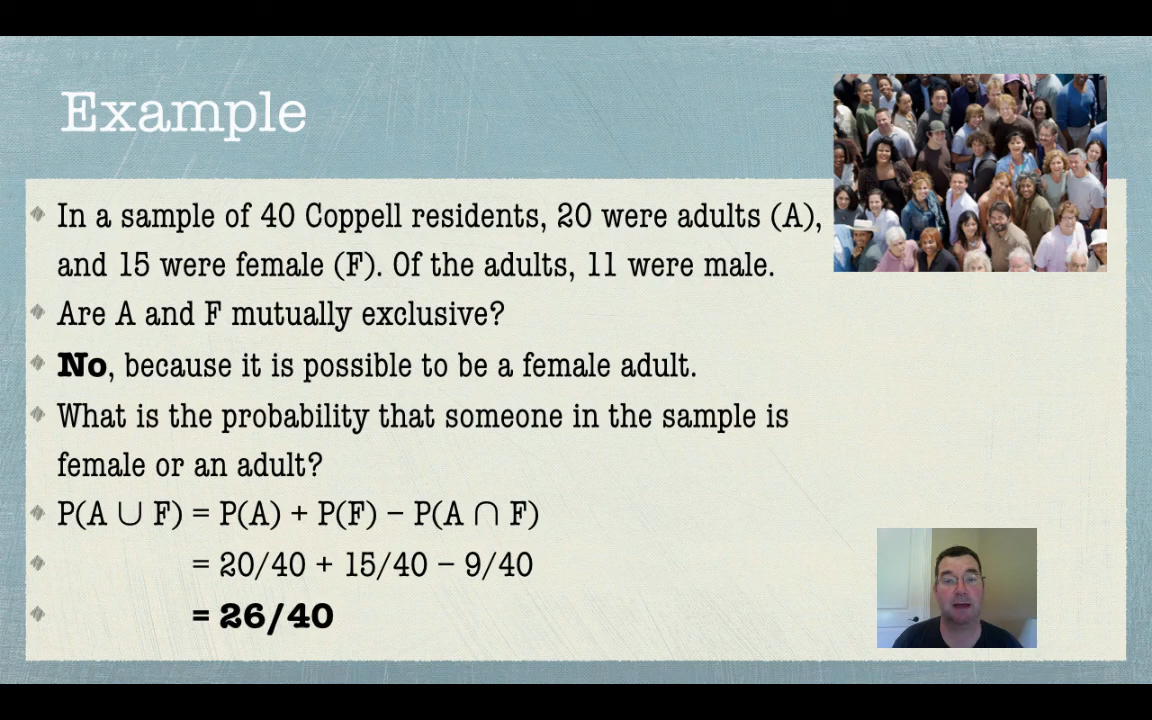 Example
In a sample of 40 Coppell residents, 20 were adults (A),
and 15 were female (F). Of the adults, 11 were male.
Are A and F mutually exclusive?
No, because it is possible to be a female adult.
What is the probability that someone in the sample is
female or an adult?
P(A ∪ F) = P(A) + P(F) − P(A ∩ F)
= 20/40 + 15/40 − 9/40
= 26/40